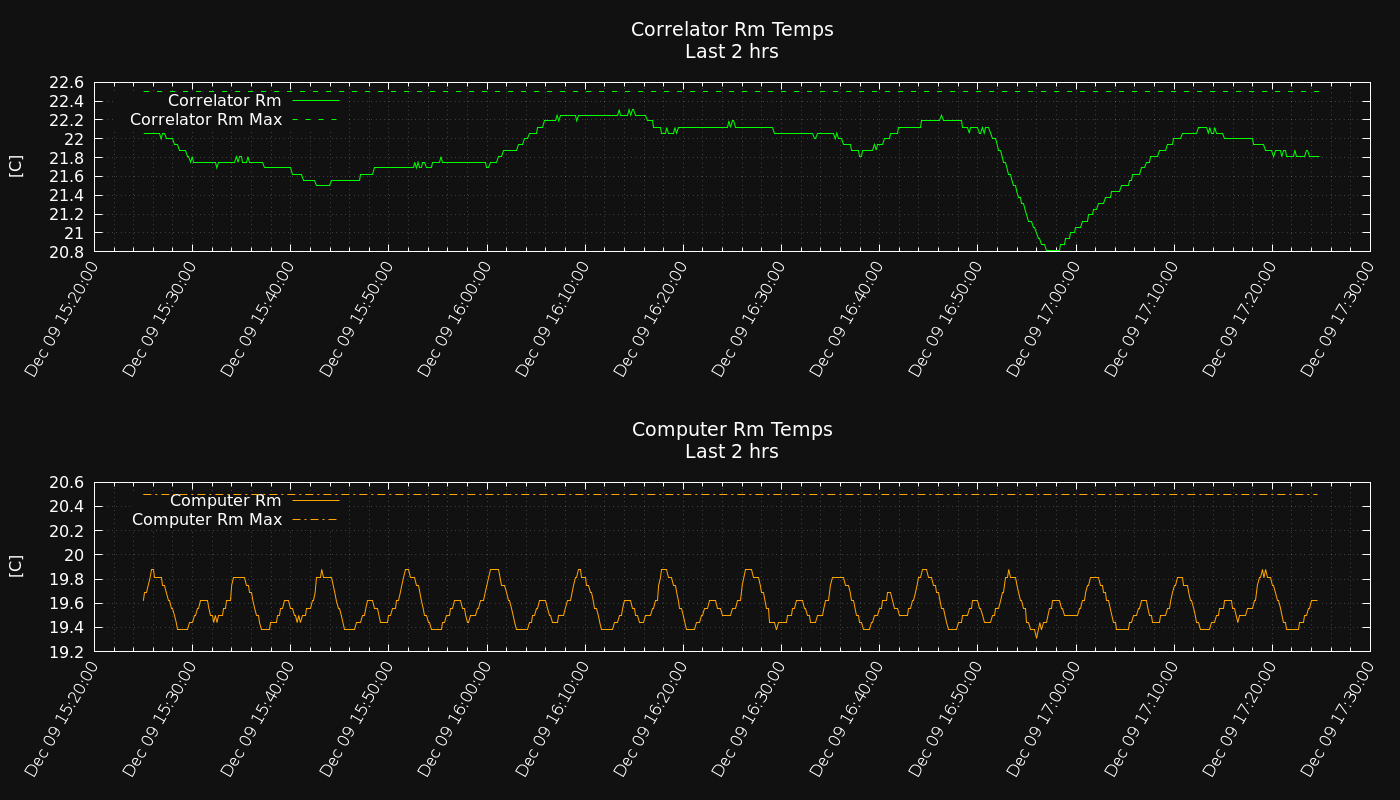 Correlator Rm Temps
Last 2 hrs
22.6
22.4
22.2
22
21.8
21.6
21.4
21.2
21
20.8
[C]
Correlator Rm
Correlator Rm Max
Dec 09 15:20:00
Dec 09 15:30:00
Dec 09 15:40:00
Dec 09 15:50:00
Dec 09 16:00:00
Dec 09 16:10:00
Dec 09 16:20:00
Dec 09 16:30:00
Dec 09 16:40:00
Dec 09 16:50:00
Dec 09 17:00:00
Dec 09 17:10:00
Dec 09 17:20:00
Dec 09 17:30:00
Computer Rm Temps
Last 2 hrs
20.6
20.4
20.2
20
19.8
19.6
19.4
19.2
[C]
Computer Rm
Computer Rm Max
Dec 09 15:20:00
Dec 09 15:30:00
Dec 09 15:40:00
Dec 09 15:50:00
Dec 09 16:00:00
Dec 09 16:10:00
Dec 09 16:20:00
Dec 09 16:30:00
Dec 09 16:40:00
Dec 09 16:50:00
Dec 09 17:00:00
Dec 09 17:10:00
Dec 09 17:20:00
Dec 09 17:30:00